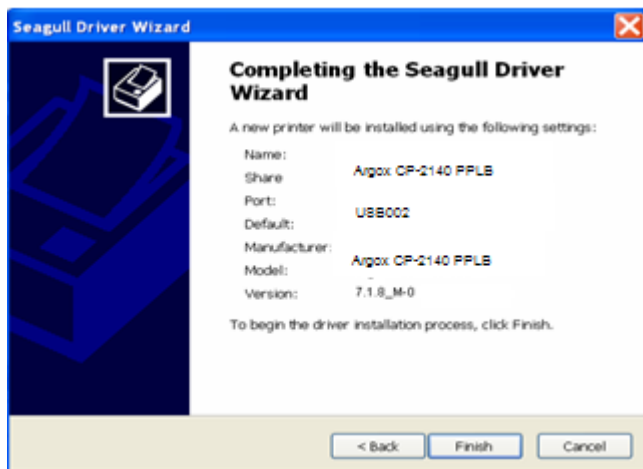 Seagull Driver Wizard
Completing the Seagull Driver
Wizard
A new printer will be installed using the following settings:
Name:
Argox CP-2140 PPLB
Share
Port:
USB002
Default:
Manufacturer:
Argox CP-2140 PPLB
Model:
Version: 7.1.8_M-0
To begin the driver installation process, click Finish.
< Back Finish Cancel